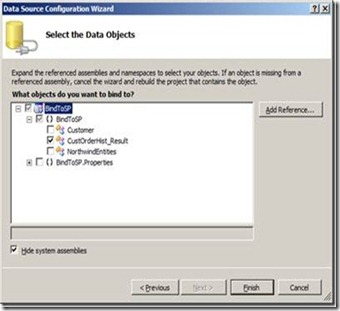 Data Source Configuration Wizard
Select the Data Objects
Expand the referenced assemblies and namespaces to select your objects. If an object is missing from a
referenced assembly, cancel the wizard and rebuild the project that contains the object.
What objects do you want to bind to?
BindToSP
{} BindToSP
Customer
CustOrderHist_Result
NorthwindEntities
{} BindToSP.Properties
Add Reference...
Hide system assemblies
< Previous
Next >
Finish
Cancel